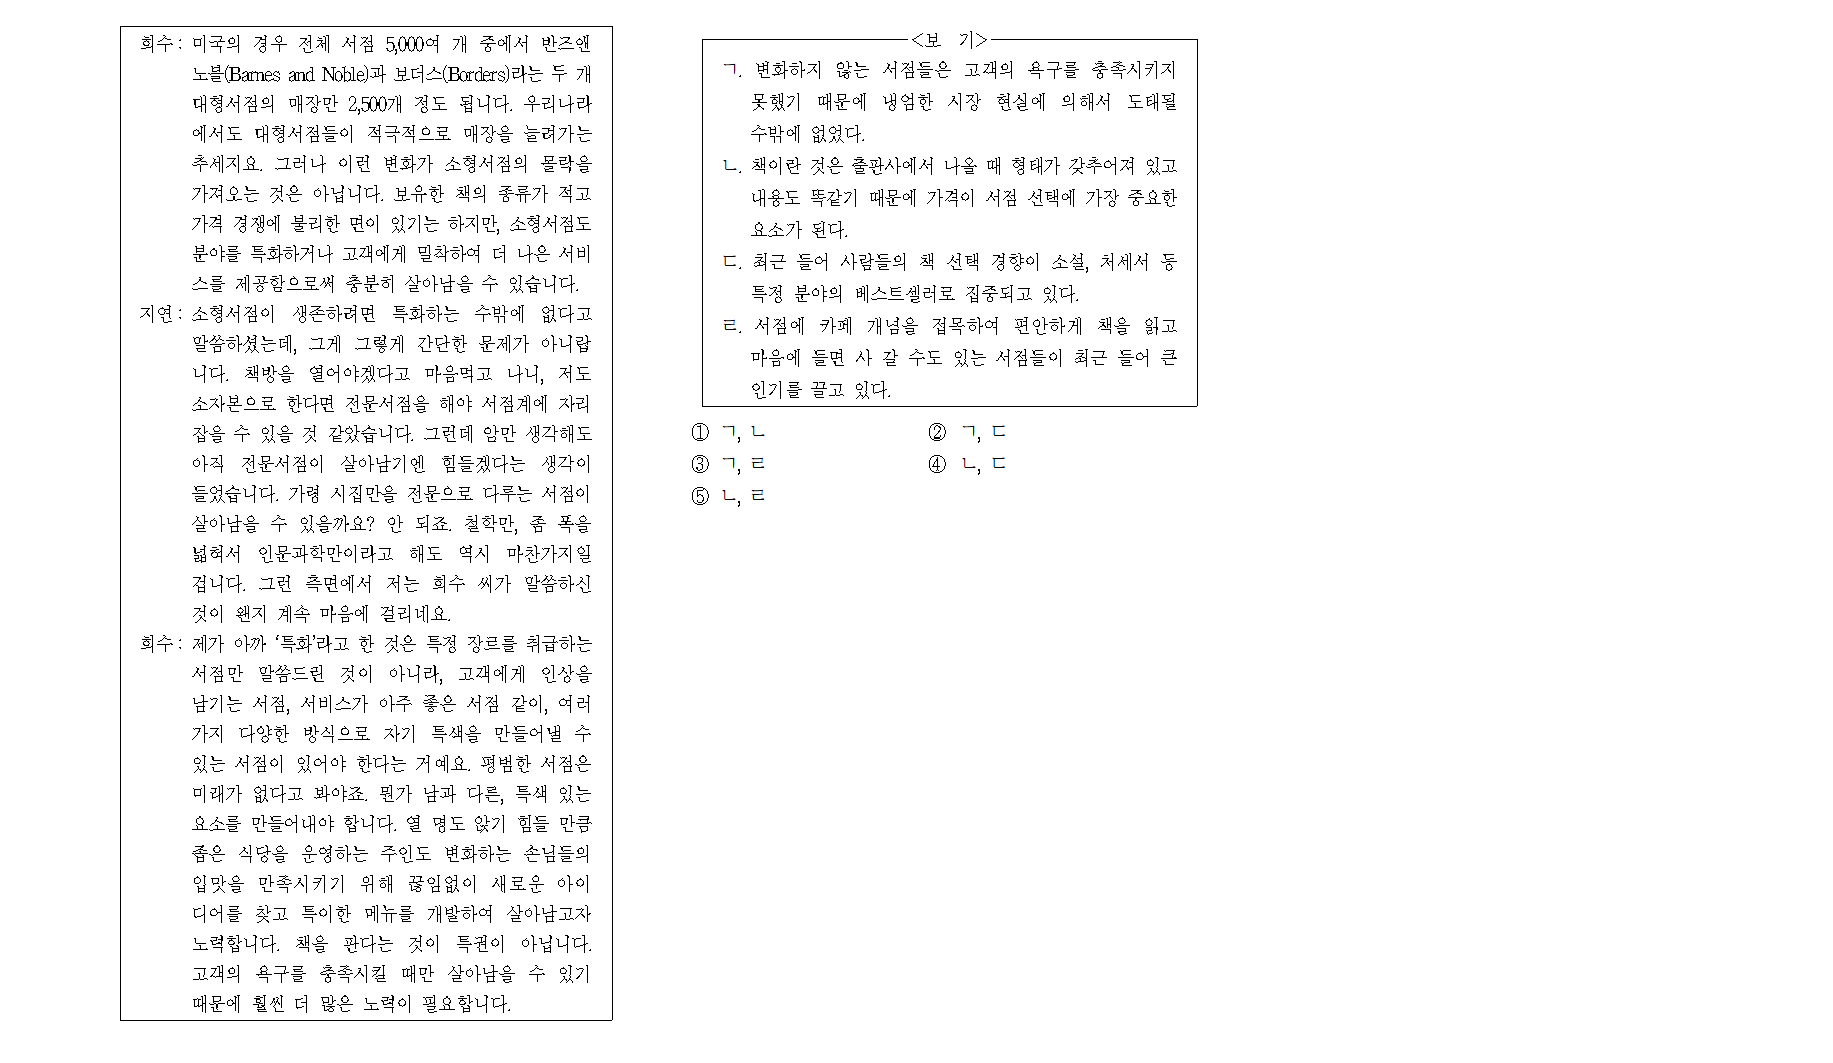 희수 : 미국의 경우 전체 서점 5,000여 개 중에서 반즈앤
노블(Barnes and Noble)과 보더스(Borders)라는 두 개
대형서점의 매장만 2,500개 정도 됩니다. 우리나라
에서도 대형서점들이 적극적으로 매장을 늘려가는
추세지요. 그러나 이런 변화가 소형서점의 몰락을
가져오는 것은 아닙니다. 보유한 책의 종류가 적고
가격 경쟁에 불리한 면이 있기는 하지만, 소형서점도
분야를 특화하거나 고객에게 밀착하여 더 나은 서비
스를 제공함으로써 충분히 살아남을 수 있습니다.
지연 : 소형서점이 생존하려면 특화하는 수밖에 없다고
말씀하셨는데, 그게 그렇게 간단한 문제가 아니랍
니다. 책방을 열어야겠다고 마음먹고 나니, 저도
소자본으로 한다면 전문서점을 해야 서점계에 자리
잡을 수 있을 것 같았습니다. 그런데 암만 생각해도
아직 전문서점이 살아남기엔 힘들겠다는 생각이
들었습니다. 가령 시집만을 전문으로 다루는 서점이
살아남을 수 있을까요? 안 되죠. 철학만, 좀 폭을
넓혀서 인문과학만이라고 해도 역시 마찬가지일
겁니다. 그런 측면에서 저는 희수 씨가 말씀하신
것이 왠지 계속 마음에 걸리네요.
희수 : 제가 아까 ‘특화’라고 한 것은 특정 장르를 취급하는
서점만 말씀드린 것이 아니라, 고객에게 인상을
남기는 서점, 서비스가 아주 좋은 서점 같이, 여러
가지 다양한 방식으로 자기 특색을 만들어낼 수
있는 서점이 있어야 한다는 거예요. 평범한 서점은
미래가 없다고 봐야죠. 뭔가 남과 다른, 특색 있는
요소를 만들어내야 합니다. 열 명도 앉기 힘들 만큼
좁은 식당을 운영하는 주인도 변화하는 손님들의
입맛을 만족시키기 위해 끊임없이 새로운 아이
디어를 찾고 특이한 메뉴를 개발하여 살아남고자
노력합니다. 책을 판다는 것이 특권이 아닙니다.
고객의 욕구를 충족시킬 때만 살아남을 수 있기
때문에 훨씬 더 많은 노력이 필요합니다.
<보 기>
ㄱ. 변화하지 않는 서점들은 고객의 욕구를 충족시키지
못했기 때문에 냉엄한 시장 현실에 의해서 도태될
수밖에 없었다.
ㄴ. 책이란 것은 출판사에서 나올 때 형태가 갖추어져 있고
내용도 똑같기 때문에 가격이 서점 선택에 가장 중요한
요소가 된다.
ㄷ. 최근 들어 사람들의 책 선택 경향이 소설, 처세서 등
특정 분야의 베스트셀러로 집중되고 있다.
ㄹ. 서점에 카페 개념을 접목하여 편안하게 책을 읽고
마음에 들면 사 갈 수도 있는 서점들이 최근 들어 큰
인기를 끌고 있다.
① ㄱ, ㄴ ② ㄱ, ㄷ
③ ㄱ, ㄹ ④ ㄴ, ㄷ
⑤ ㄴ, ㄹ